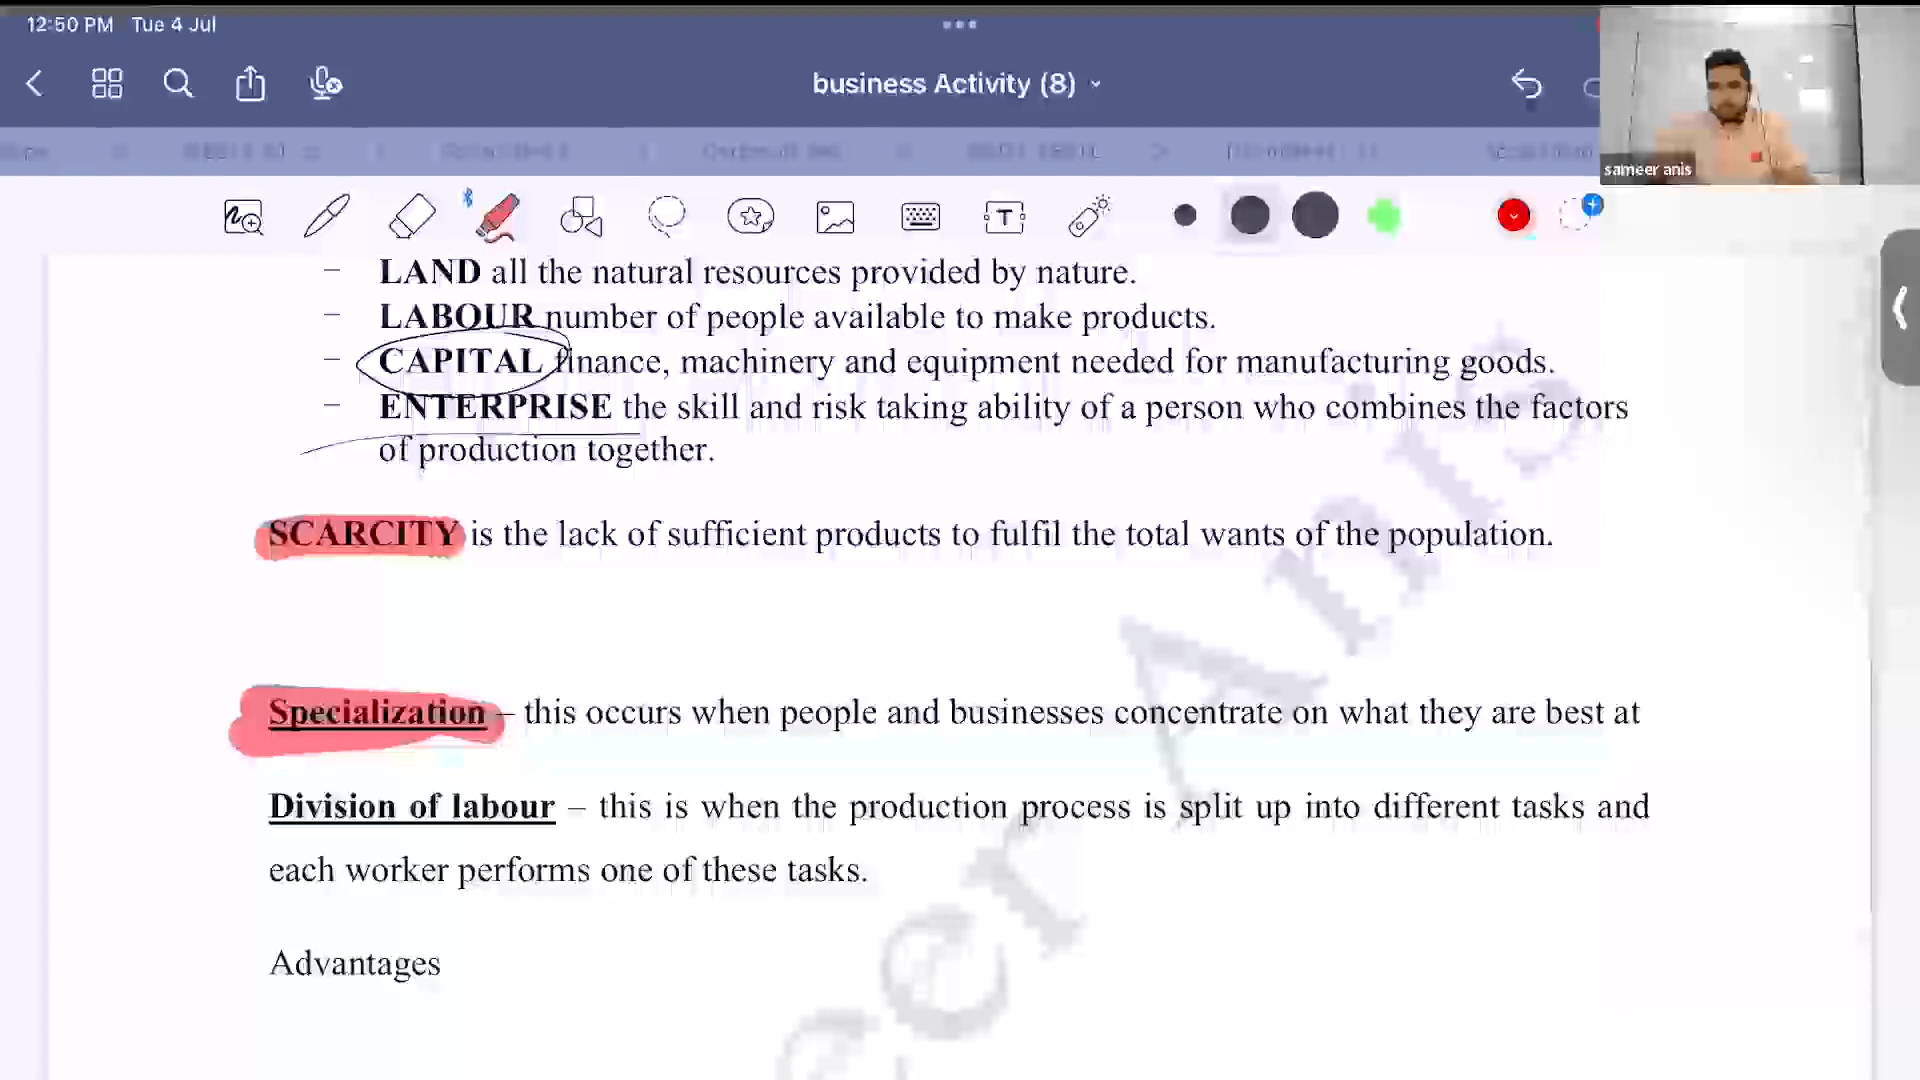 12:50 PM Tue 4 Jul
business Activity (8)
sameer anis
T
– LAND all the natural resources provided by nature.
– LABOUR number of people available to make products.
– CAPITAL finance, machinery and equipment needed for manufacturing goods.
– ENTERPRISE the skill and risk taking ability of a person who combines the factors
of production together.
SCARCITY is the lack of sufficient products to fulfil the total wants of the population.
Specialization – this occurs when people and businesses concentrate on what they are best at
Division of labour – this is when the production process is split up into different tasks and
each worker performs one of these tasks.
Advantages
Anis